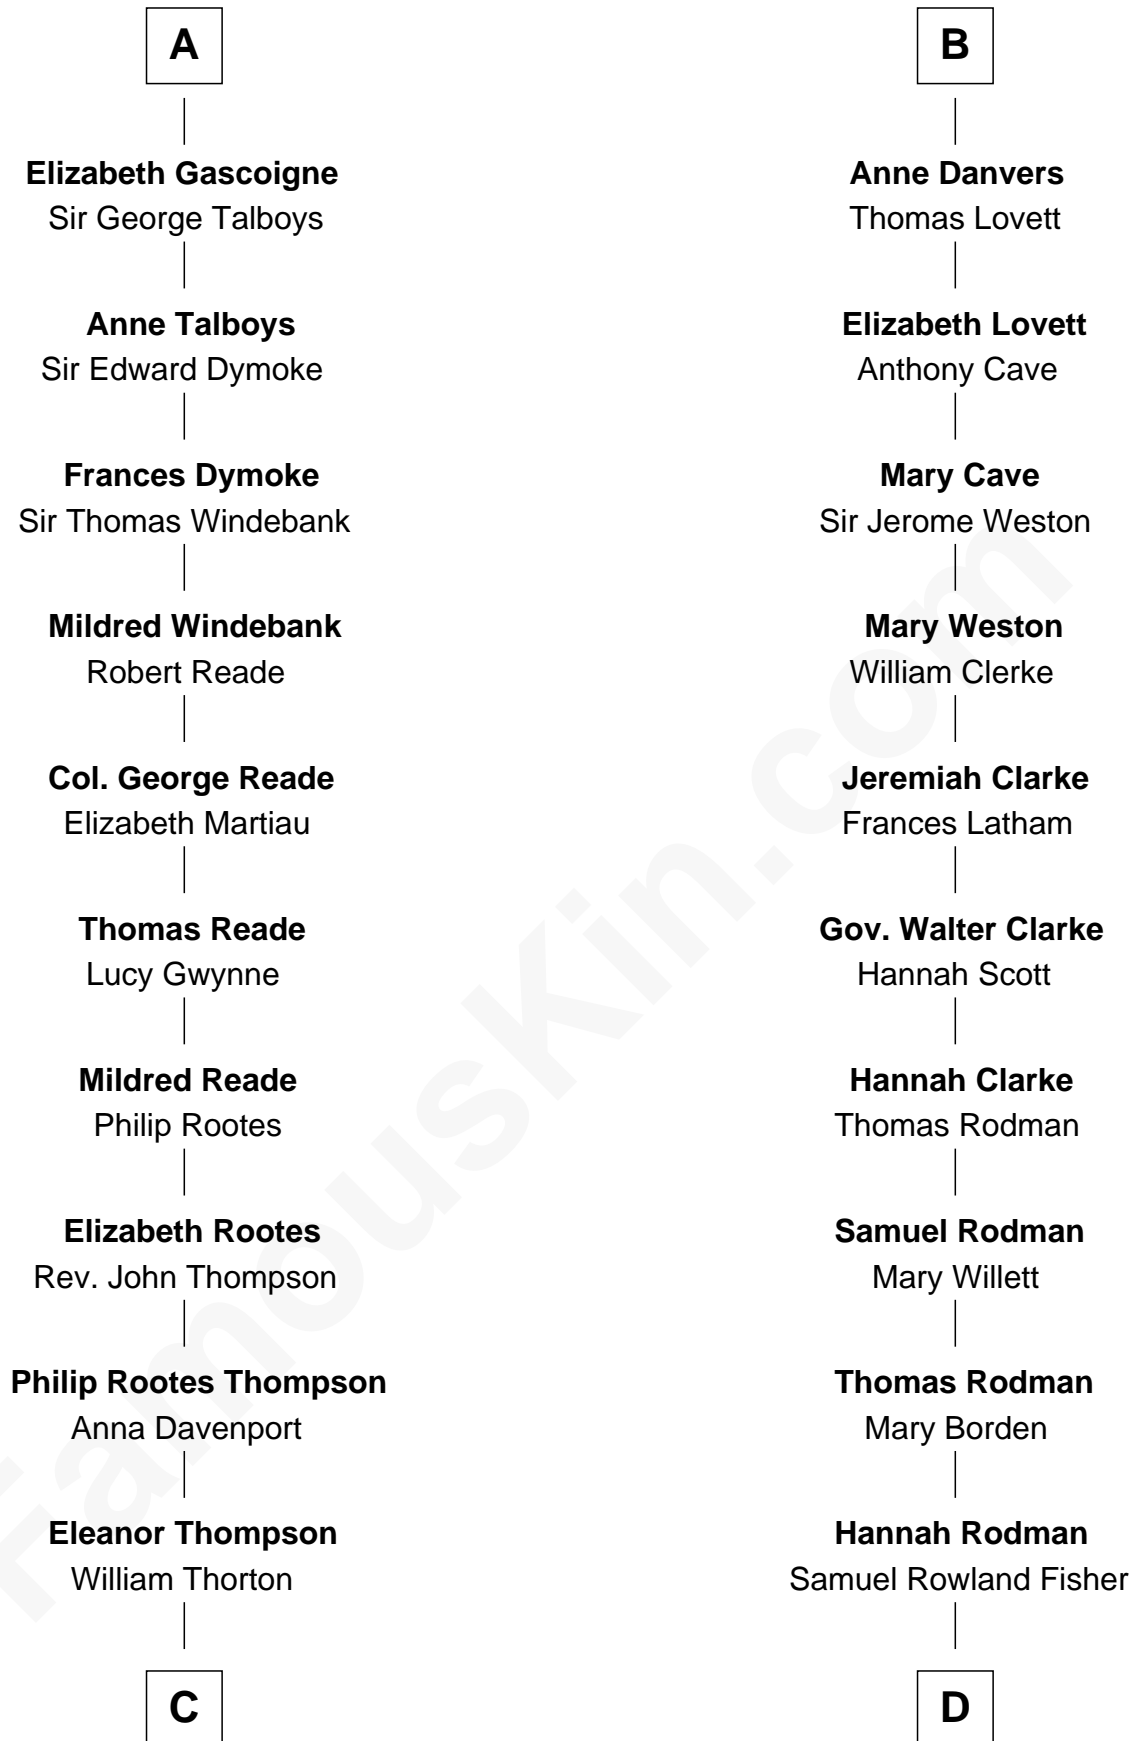 A
Elizabeth Gascoigne
Sir George Talboys
Anne Talboys
Sir Edward Dymoke
Frances Dymoke
Sir Thomas Windebank
Mildred Windebank
Robert Reade
Col. George Reade
Elizabeth Martiau
Thomas Reade
Lucy Gwynne
Mildred Reade
Philip Rootes
Elizabeth Rootes
Rev. John Thompson
Philip Rootes Thompson
Anna Davenport
Eleanor Thompson
William Thorton
C
B
Anne Danvers
Thomas Lovett
Elizabeth Lovett
Anthony Cave
Mary Cave
Sir Jerome Weston
Mary Weston
William Clerke
Jeremiah Clarke
Frances Latham
Gov. Walter Clarke
Hannah Scott
Hannah Clarke
Thomas Rodman
Samuel Rodman
Mary Willett
Thomas Rodman
Mary Borden
Hannah Rodman
Samuel Rowland Fisher
D
FamousKin.com